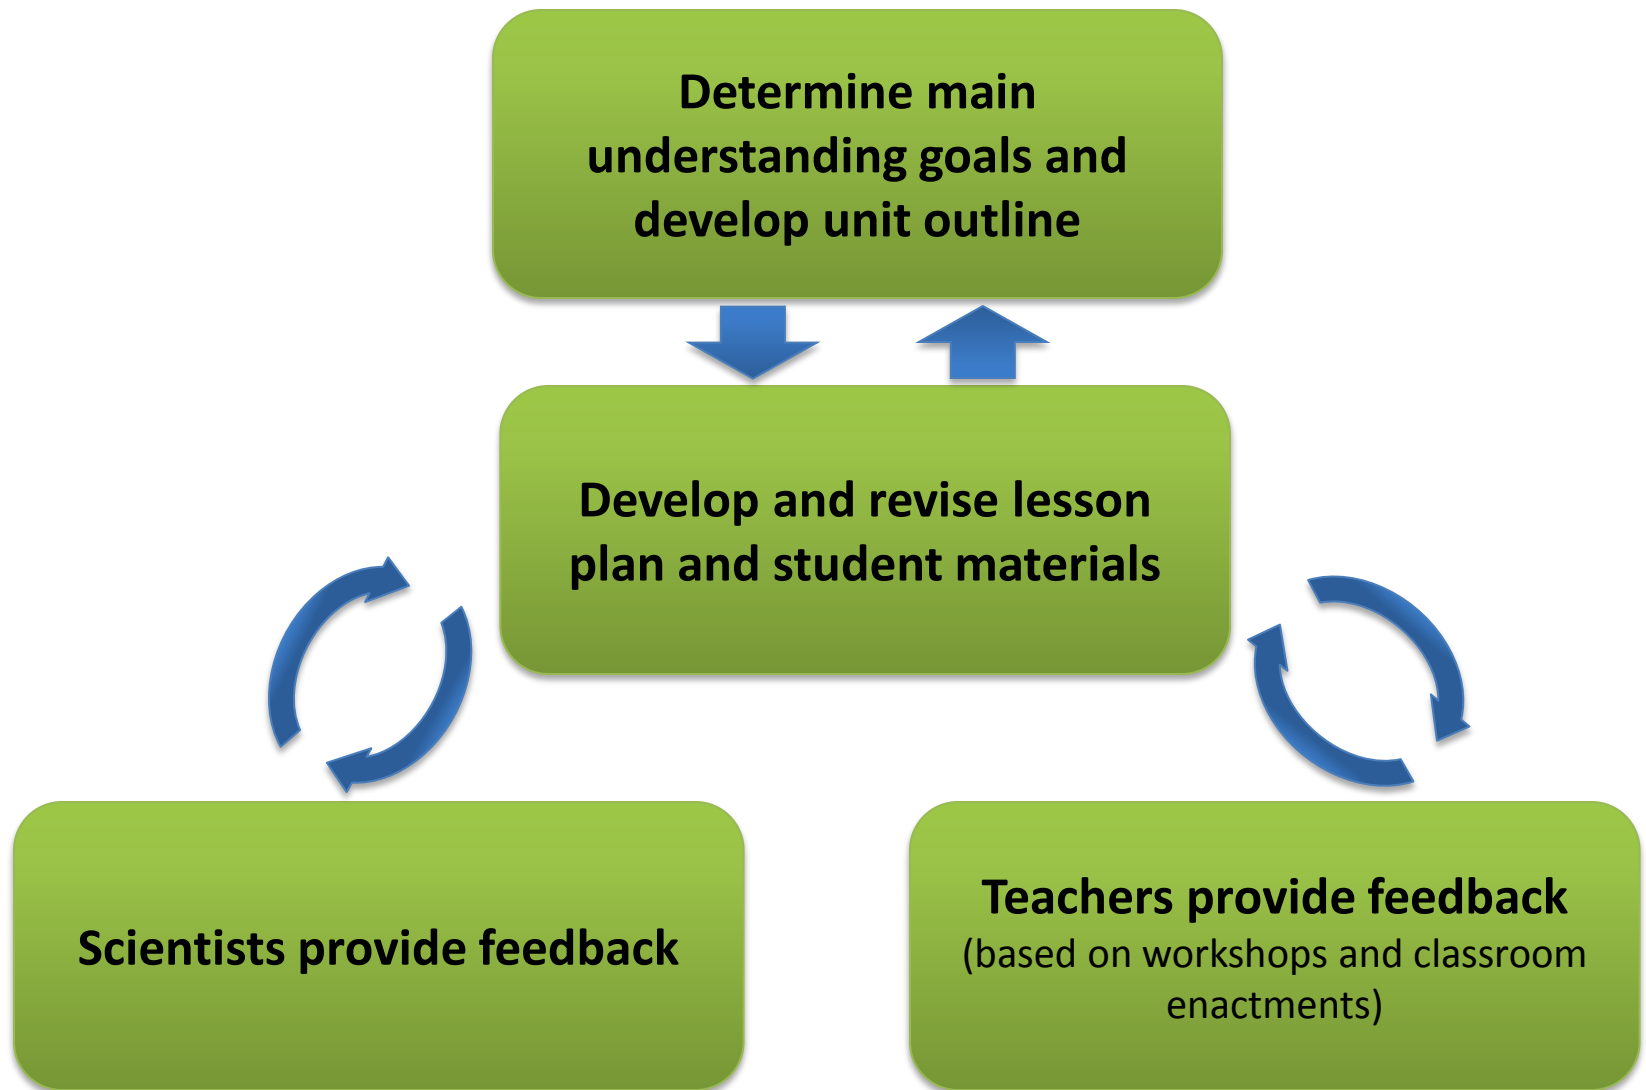 Determine main
understanding goals and
develop unit outline
Develop and revise lesson
plan and student materials
Scientists provide feedback
Teachers provide feedback
(based on workshops and classroom
enactments)